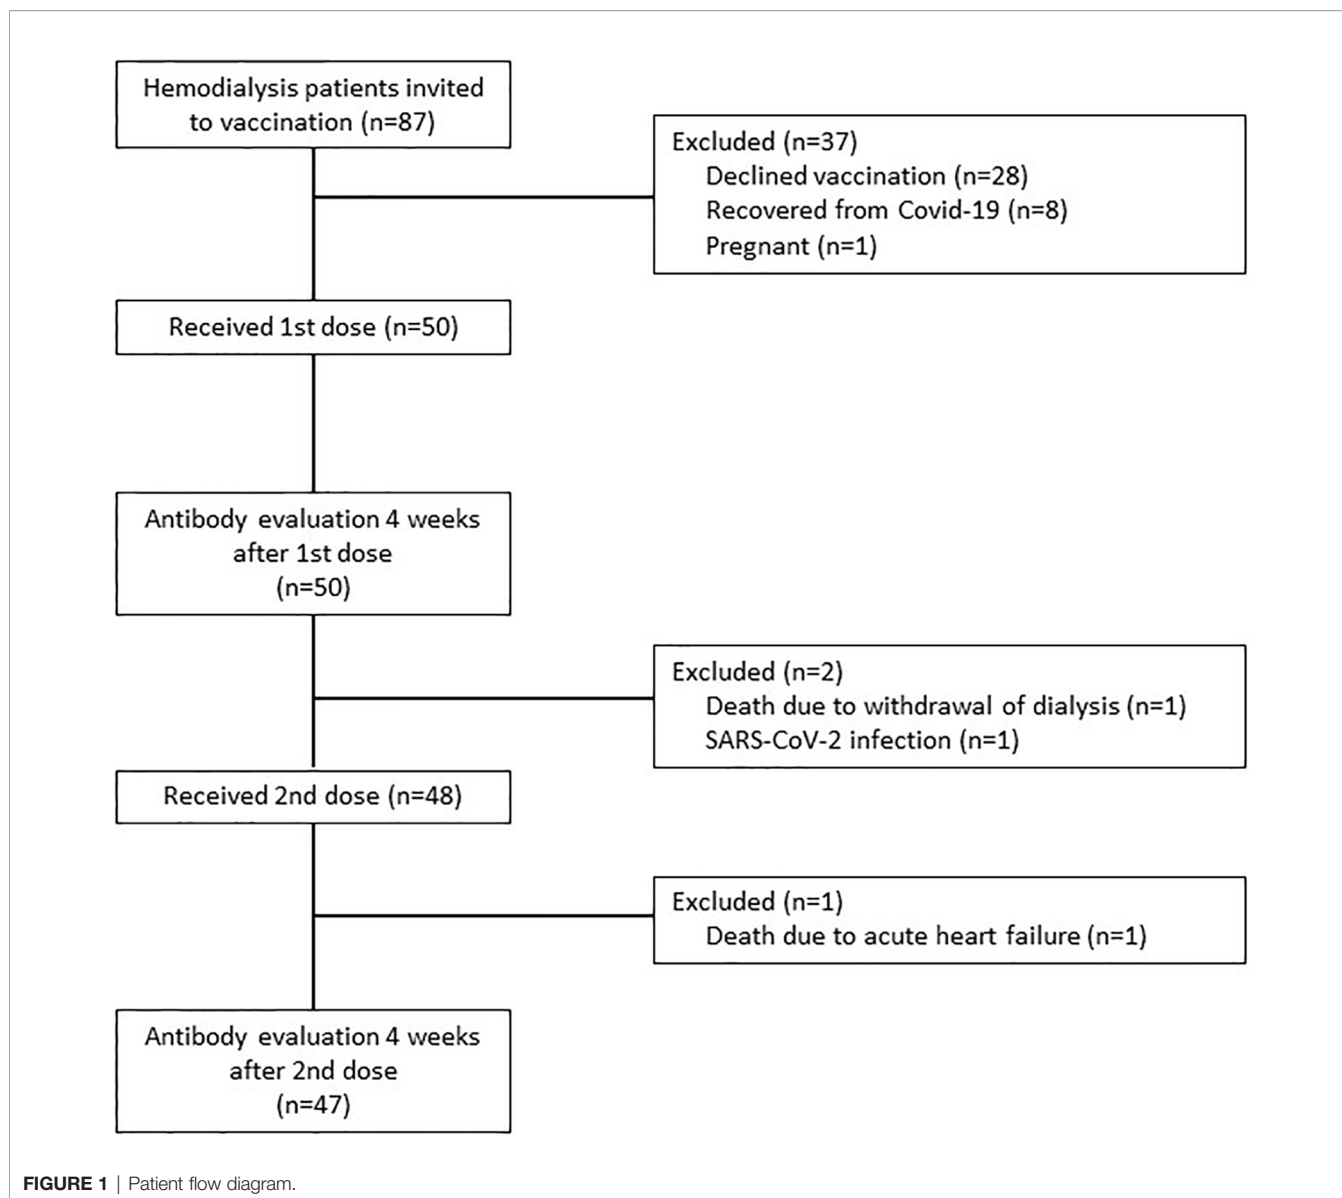 Hemodialysis patients invited
to vaccination (n=87)
Excluded (n=37)
Declined vaccination (n=28)
Recovered from Covid-19 (n=8)
Pregnant (n=1)
Received 1st dose (n=50)
Antibody evaluation 4 weeks
after 1st dose
(n=50)
Excluded (n=2)
Death due to withdrawal of dialysis (n=1)
SARS-CoV-2 infection (n=1)
Received 2nd dose (n=48)
Excluded (n=1)
Death due to acute heart failure (n=1)
Antibody evaluation 4 weeks
after 2nd dose
(n=47)
FIGURE 1 | Patient flow diagram.